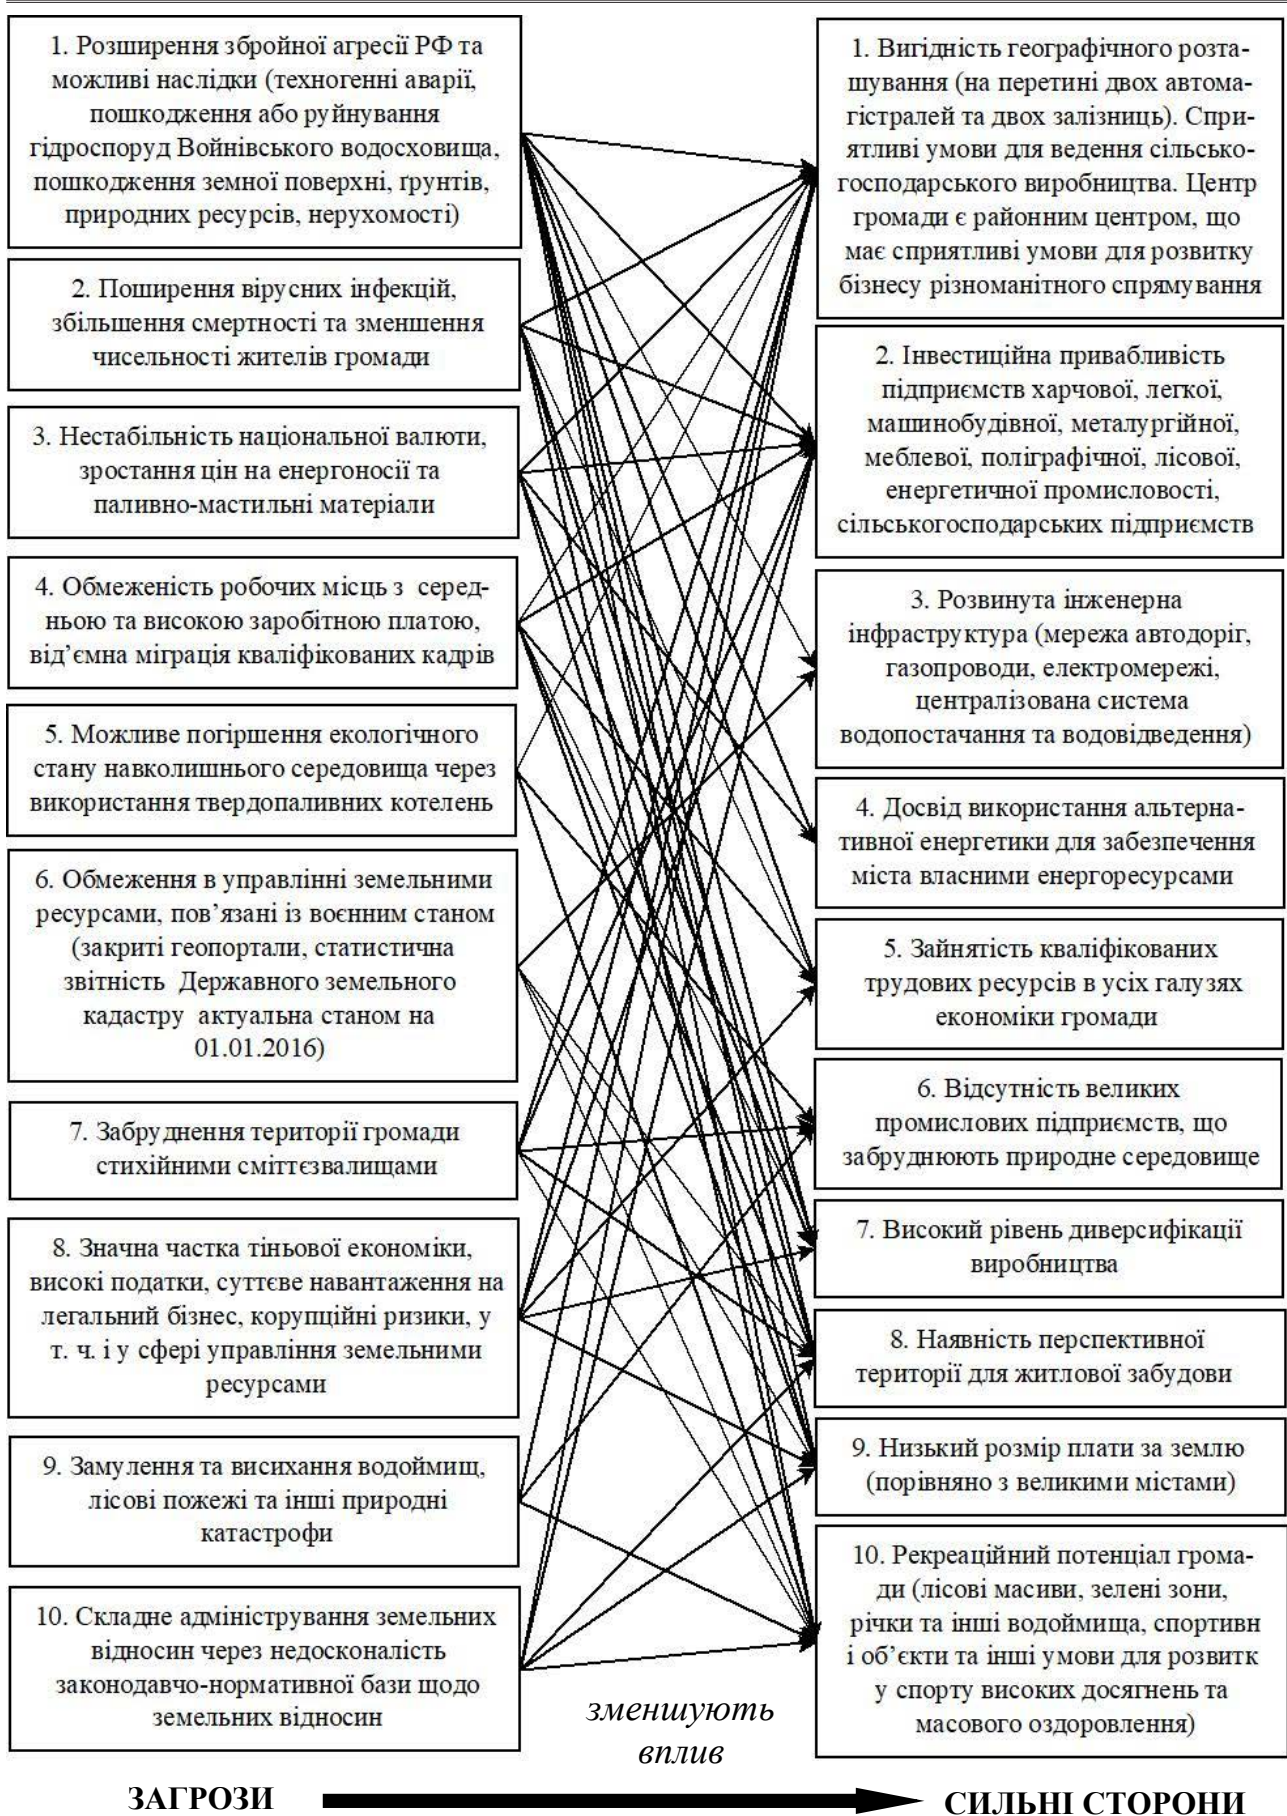 1. Розширення збройної агресії РФ та
можливі наслідки (техногенні аварії,
пошкодження або руйнування
гідроспоруд Войнівського водосховища,
пошкодження земної поверхні, ґрунтів,
природних ресурсів, нерухомості)
2. Поширення вірусних інфекцій,
збільшення смертності та зменшення
чисельності жителів громади
3. Нестабільність національної валюти,
зростання цін на енергоносії та
паливно-мастильні матеріали
4. Обмеженість робочих місць з серед-
ньою та високою заробітною платою,
від’ємна міграція кваліфікованих кадрів
5. Можливе погіршення екологічного
стану навколишнього середовища через
використання твердопаливних котелень
6. Обмеження в управлінні земельними
ресурсами, пов’язані із воєнним станом
(закриті геопортали, статистична
звітність Державного земельного
кадастру актуальна станом на
01.01.2016)
7. Забруднення території громади
стихійними сміттєзвалищами
8. Значна частка тіньової економіки,
високі податки, суттєве навантаження на
легальний бізнес, корупційні ризики, у
т. ч. і у сфері управління земельними
ресурсами
9. Замулення та висихання водоймищ,
лісові пожежі та інші природні
катастрофи
10. Складне адміністрування земельних
відносин через недосконалість
законодавчо-нормативної бази щодо
земельних відносин
1. Вигідність географічного розта-
шування (на перетині двох автома-
гістралей та двох залізниць). Спри-
ятливі умови для ведення сільсько-
господарського виробництва. Центр
громади є районним центром, що
має сприятливі умови для розвитку
бізнесу різноманітного спрямування
2. Інвестиційна привабливість
підприємств харчової, легкої,
машинобудівної, металургійної,
меблевої, поліграфічної, лісової,
енергетичної промисловості,
сільськогосподарських підприємств
3. Розвинута інженерна
інфраструктура (мережа автодоріг,
газопроводи, електромережі,
централізована система
водопостачання та водовідведення)
4. Досвід використання альтерна-
тивної енергетики для забезпечення
міста власними енергоресурсами
5. Зайнятість кваліфікованих
трудових ресурсів в усіх галузях
економіки громади
6. Відсутність великих
промислових підприємств, що
забруднюють природне середовище
7. Високий рівень диверсифікації
виробництва
8. Наявність перспективної
території для житлової забудови
9. Низький розмір плати за землю
(порівняно з великими містами)
10. Рекреаційний потенціал грома-
ди (лісові масиви, зелені зони,
річки та інші водоймища, спортивн
і об’єкти та інші умови для розвитк
у спорту високих досягнень та
масового оздоровлення)
зменшують
вплив
ЗАГРОЗИ
СИЛЬНІ СТОРОНИ